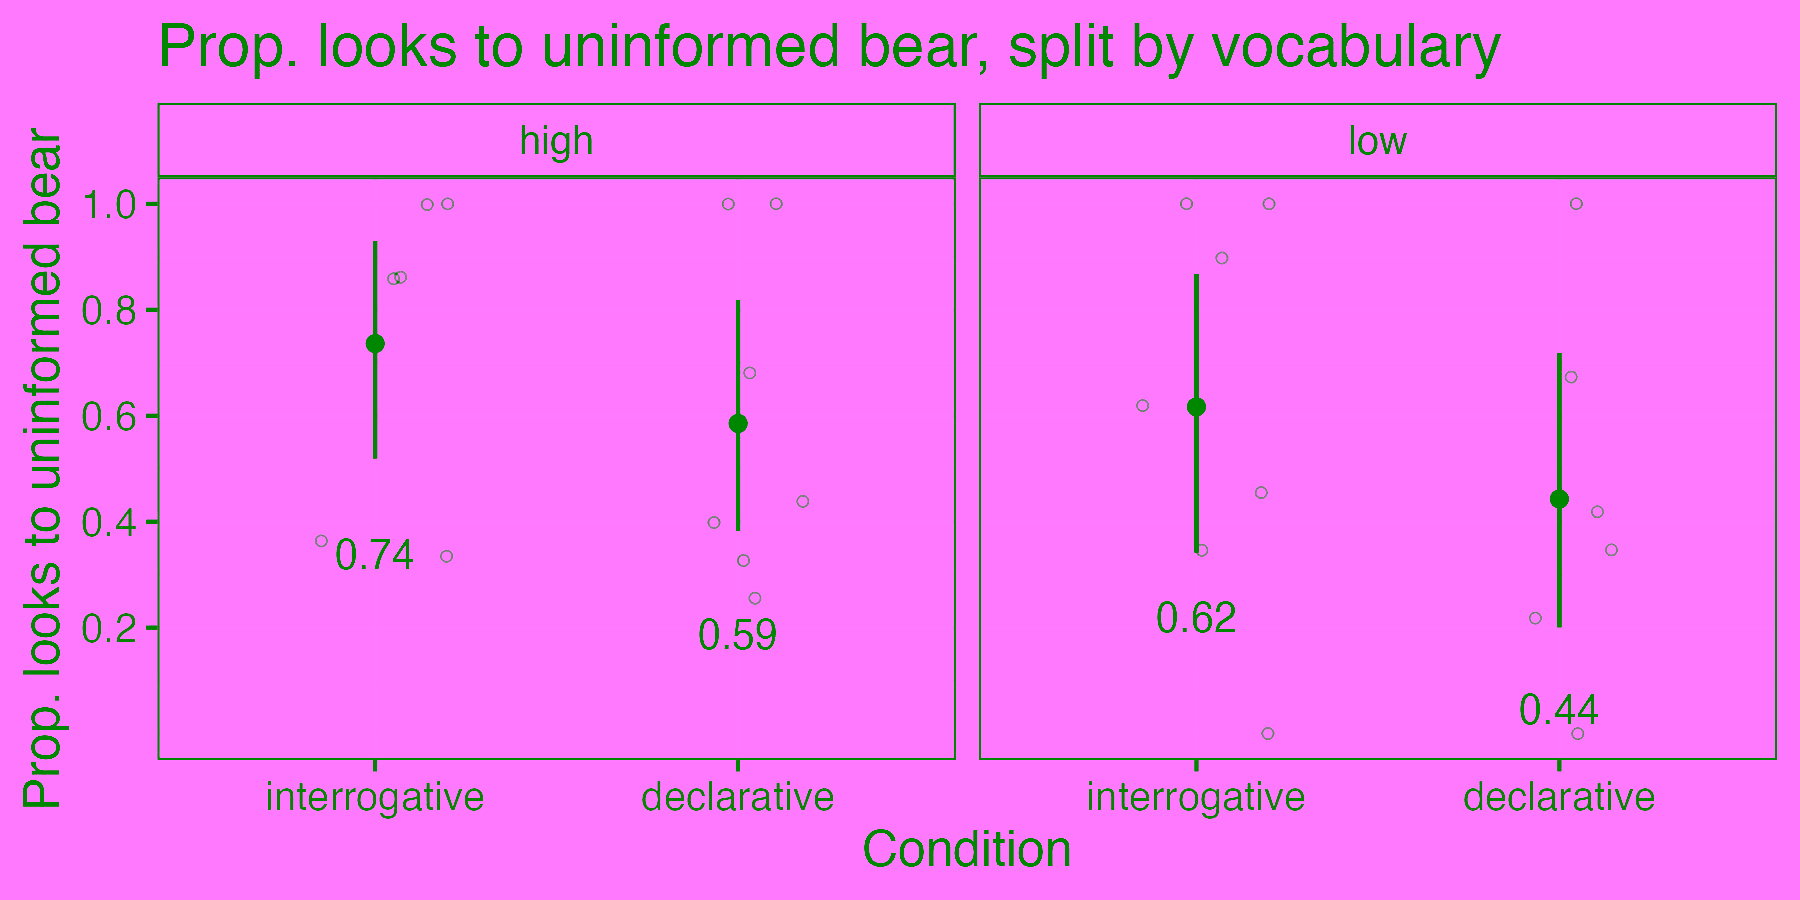 Prop. looks to uninformed bear, split by vocabulary
high
low
Prop. looks to uninformed bear
1.0
0.8
0.6
0.4
0.2
0.74
0.59
0.62
0.44
interrogative
declarative
interrogative
declarative
Condition